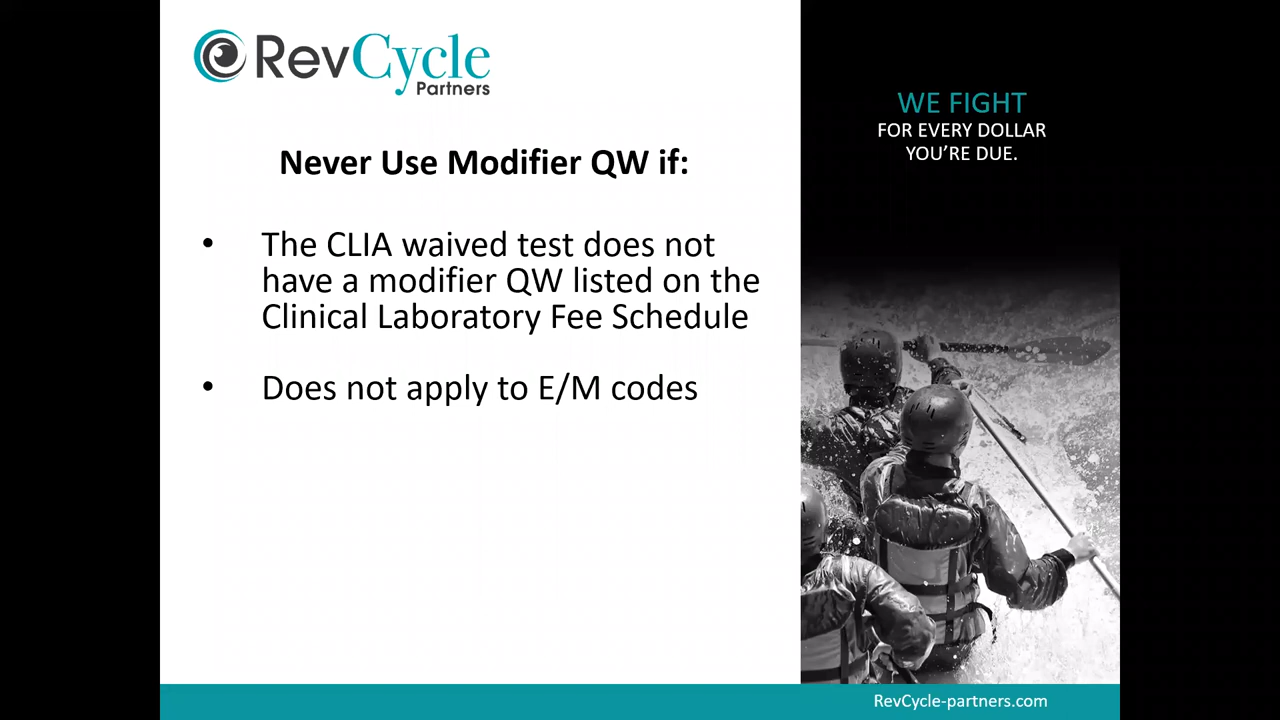 RevCycle
Partners
Never Use Modifier QW if:
• The CLIA waived test does not
have a modifier QW listed on the
Clinical Laboratory Fee Schedule
• Does not apply to E/M codes
WE FIGHT
FOR EVERY DOLLAR
YOU'RE DUE.
RevCycle-partners.com